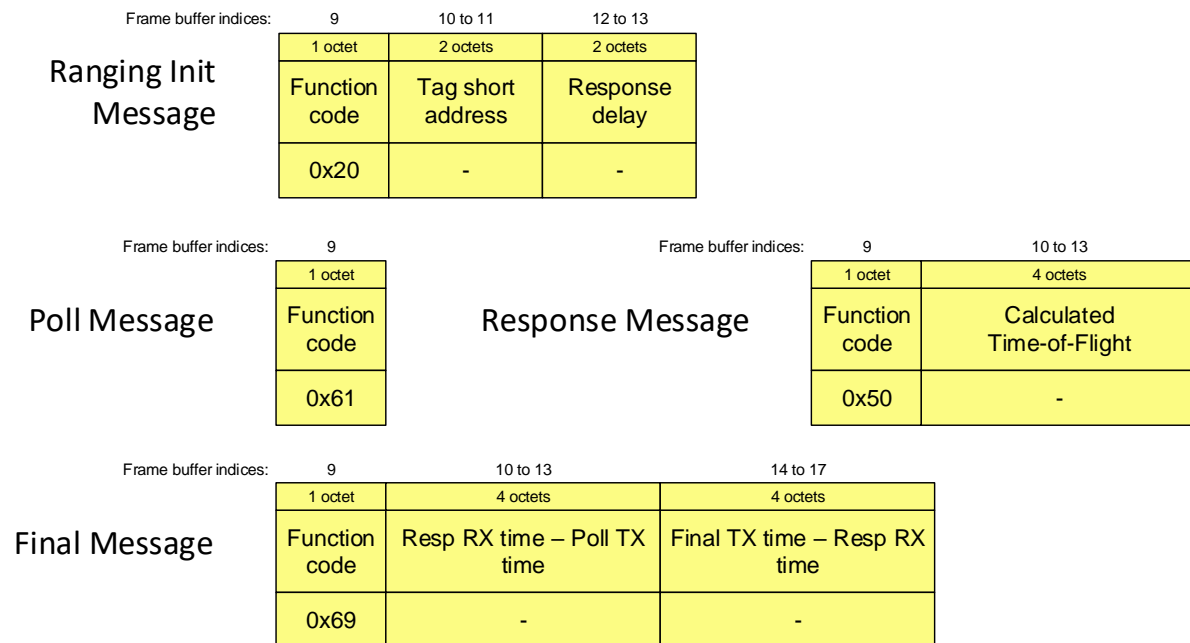 Frame buffer indices: 9 10 to 11 12 to 13
1 octet 2 octets 2 octets
Ranging Init
Message
Function
code
Tag short
address
Response
delay
0x20 - -
Frame buffer indices: 9
1 octet
Poll Message
Function
code
0x61
Frame buffer indices: 9 10 to 13
1 octet 4 octets
Response Message
Function
code
Calculated
Time-of-Flight
0x50 -
Frame buffer indices: 9 10 to 13 14 to 17
1 octet 4 octets 4 octets
Final Message
Function
code
Resp RX time – Poll TX
time
Final TX time – Resp RX
time
0x69 - -